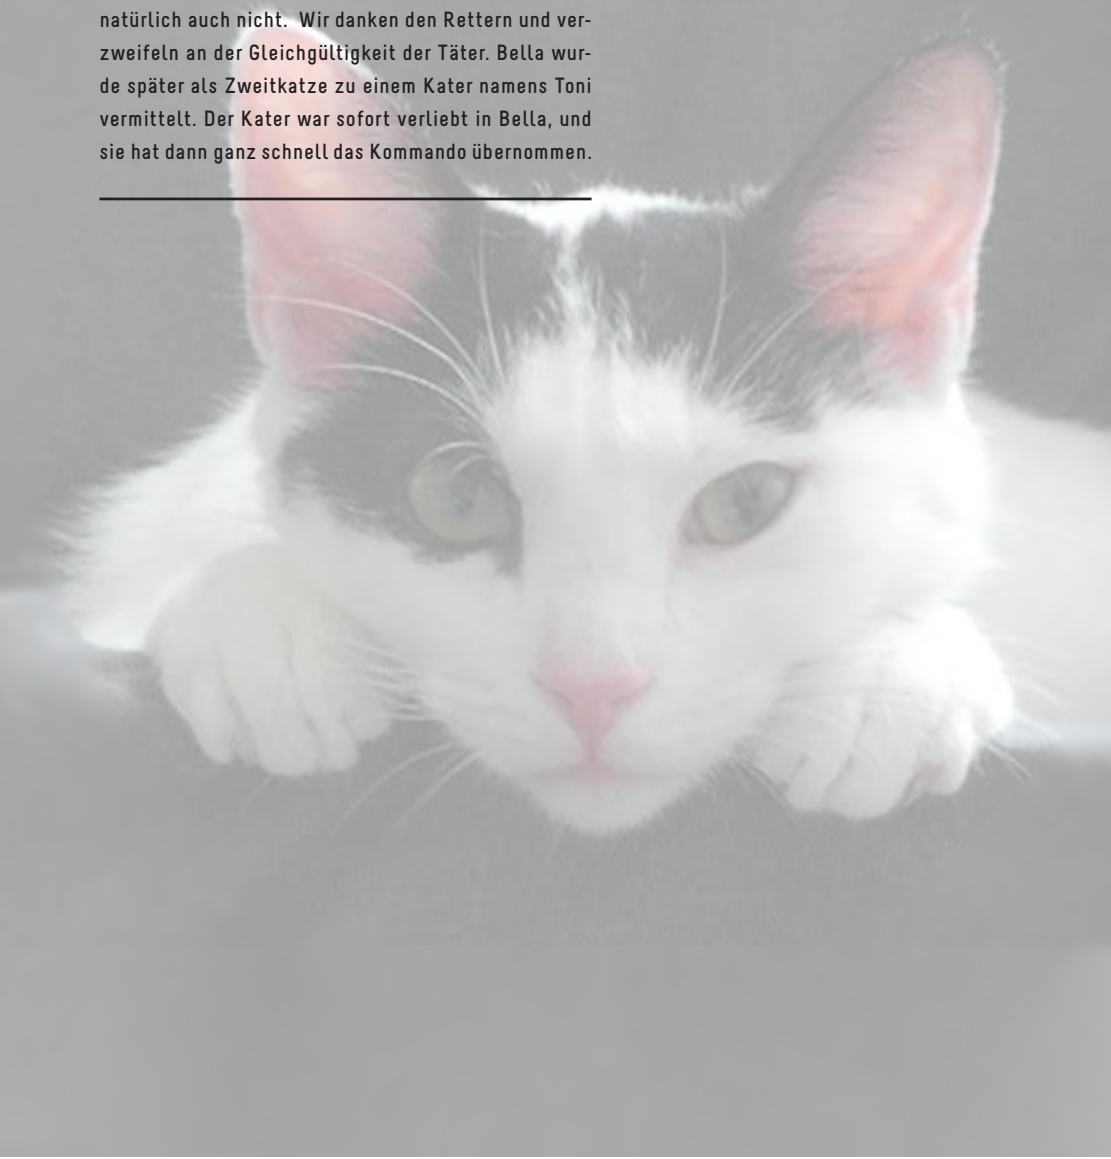 natürlich auch nicht.  Wir danken den Rettern und ver-
zweifeln an der Gleichgültigkeit der Täter. Bella wur-
de später als Zweitkatze zu einem Kater namens Toni
vermittelt. Der Kater war sofort verliebt in Bella, und
sie hat dann ganz schnell das Kommando übernommen.